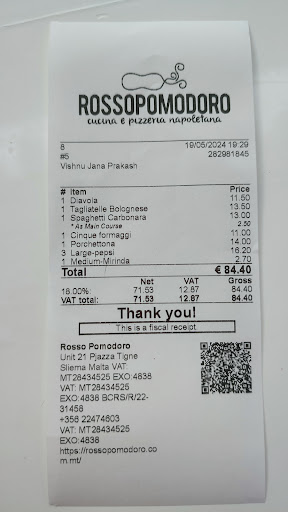 ROSSOPOMODORO
cucina e pizzeria napoletana
8 19/05/2024 19:29
#5 282981845
Vishnu Jana Prakash
# Item Price
1 Diavola 11.50
1 Tagliatelle Bolognese 13.50
1 Spaghetti Carbonara 13.00
* As Main Course 2.50
1 Cinque formaggi 11.00
1 Porchettona 14.00
3 Large-pepsi 16.20
1 Medium-Mirinda 2.70
Total € 84.40
Net VAT Gross
18.00%: 71.53 12.87 84.40
VAT total: 71.53 12.87 84.40
Thank you!
This is a fiscal receipt.
Rosso Pomodoro
Unit 21 Pjazza Tigne
Sliema Malta VAT:
MT28434525 EXO:4838
VAT: MT28434525
EXO:4838 BCRS/R/22-
31458
+356 22474603
VAT: MT28434525
EXO:4838
https://rossopomodoro.co
m.mt/